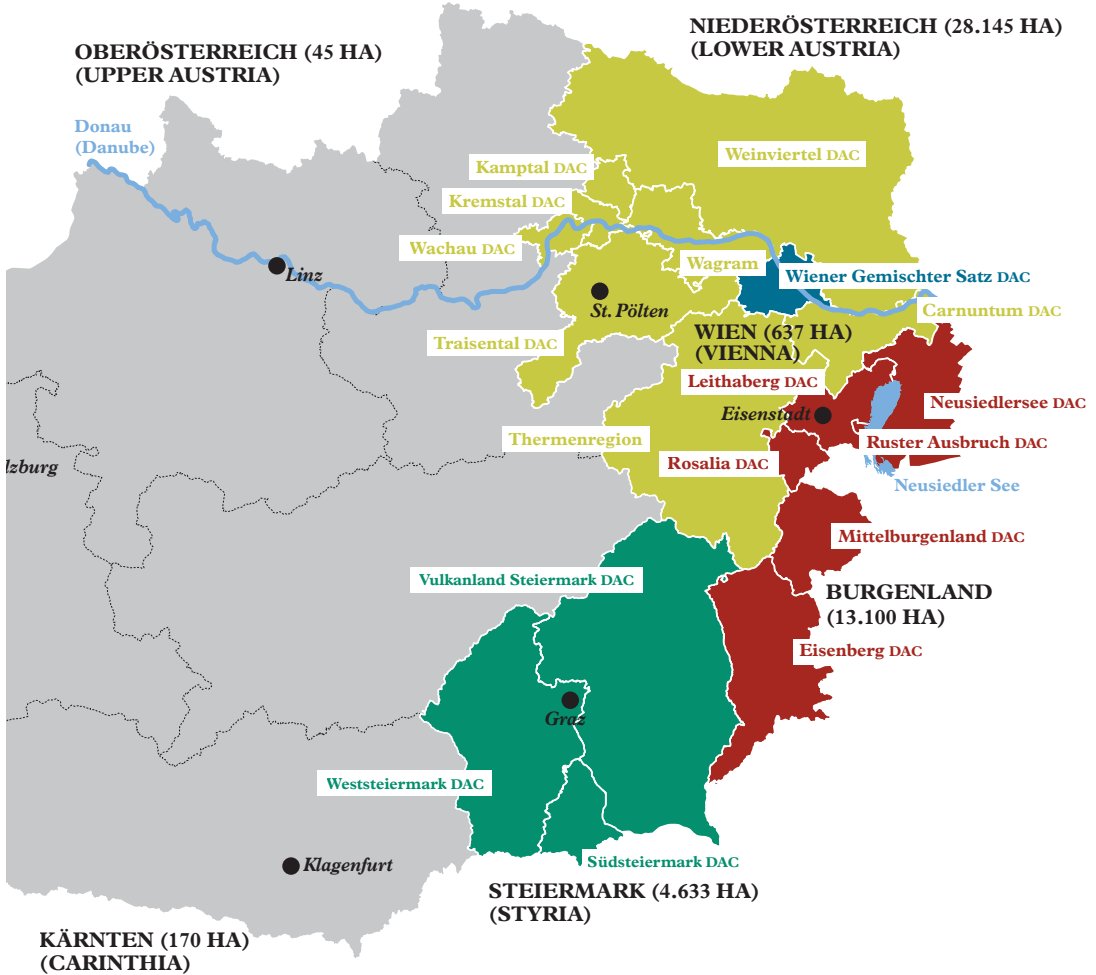 NIEDERÖSTERREICH (28.145 HA)
(LOWER AUSTRIA)
OBERÖSTERREICH (45 HA)
(UPPER AUSTRIA)
Donau
(Danube)
Weinviertel DAC
Kamptal DAC
Kremstal DAC
Wachau DAC
Wagram
Linz
Wiener Gemischter Satz DAC
St. Pölten
Carnuntum DAC
WIEN (637 HA)
(VIENNA)
Traisental DAC
Leithaberg DAC
Neusiedlersee DAC
Eisenstadt
Thermenregion
Ruster Ausbruch DAC
Rosalia DAC
lzburg
Neusiedler See
Mittelburgenland DAC
Vulkanland Steiermark DAC
BURGENLAND
(13.100 HA)
Eisenberg DAC
Graz
Weststeiermark DAC
Südsteiermark DAC
Klagenfurt
STEIERMARK (4.633 HA)
(STYRIA)
KÄRNTEN (170 HA)
(CARINTHIA)